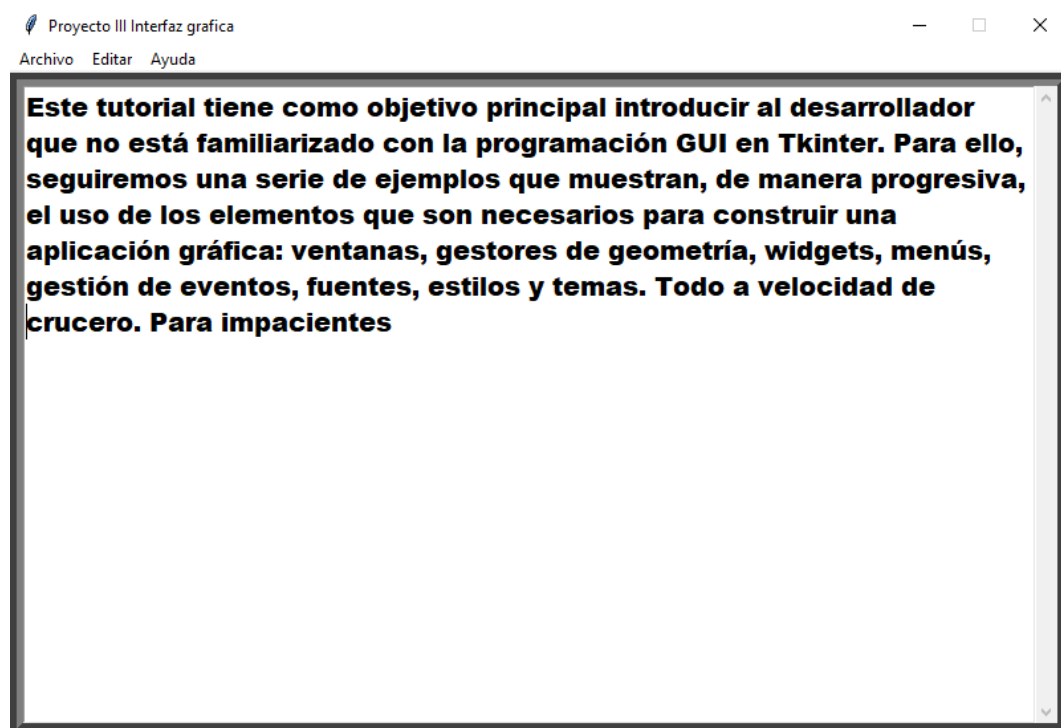 Proyecto III Interfaz grafica
Archivo Editar Ayuda
Este tutorial tiene como objetivo principal introducir al desarrollador
que no está familiarizado con la programación GUI en Tkinter. Para ello,
seguiremos una serie de ejemplos que muestran, de manera progresiva,
el uso de los elementos que son necesarios para construir una
aplicación gráfica: ventanas, gestores de geometría, widgets, menús,
gestión de eventos, fuentes, estilos y temas. Todo a velocidad de
crucero. Para impacientes